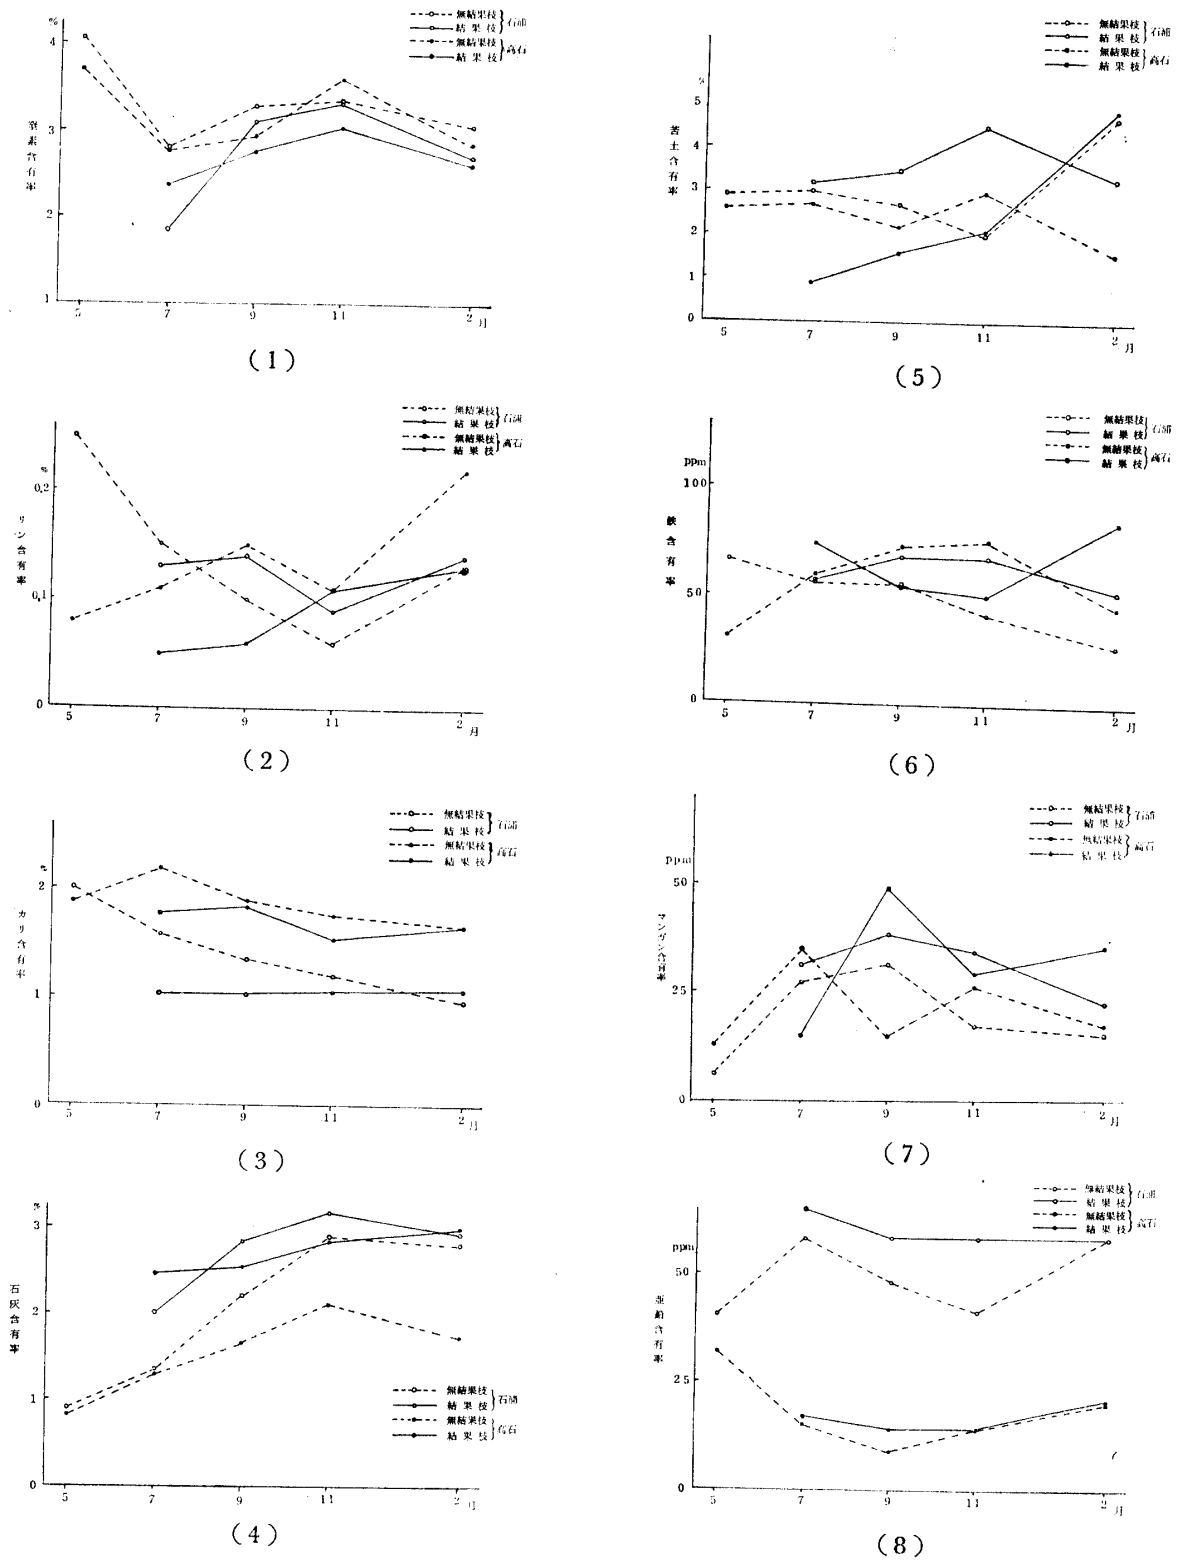 %
4
3
2
1
窒素含有率
5 7 9 11 2 月
無結果枝
結果枝
石浦
無結果枝
結果枝
高石
(1)
%
0.2
0.1
0
リン含有率
5 7 9 11 2 月
無結果枝
結果枝
石浦
無結果枝
結果枝
高石
(2)
%
2
1
0
カリ含有率
5 7 9 11 2 月
無結果枝
結果枝
石浦
無結果枝
結果枝
高石
(3)
%
3
2
1
0
石灰含有率
5 7 9 11 2 月
無結果枝
結果枝
石浦
無結果枝
結果枝
高石
(4)
%
5
4
3
2
1
0
苦土含有率
5 7 9 11 2 月
無結果枝
結果枝
石浦
無結果枝
結果枝
高石
(5)
ppm
100
50
0
鉄含有率
5 7 9 11 2 月
無結果枝
結果枝
石浦
無結果枝
結果枝
高石
(6)
ppm
50
25
0
マンガン含有率
5 7 9 11 2 月
無結果枝
結果枝
石浦
無結果枝
結果枝
高石
(7)
ppm
50
25
0
亜鉛含有率
5 7 9 11 2 月
無結果枝
結果枝
石浦
無結果枝
結果枝
高石
(8)